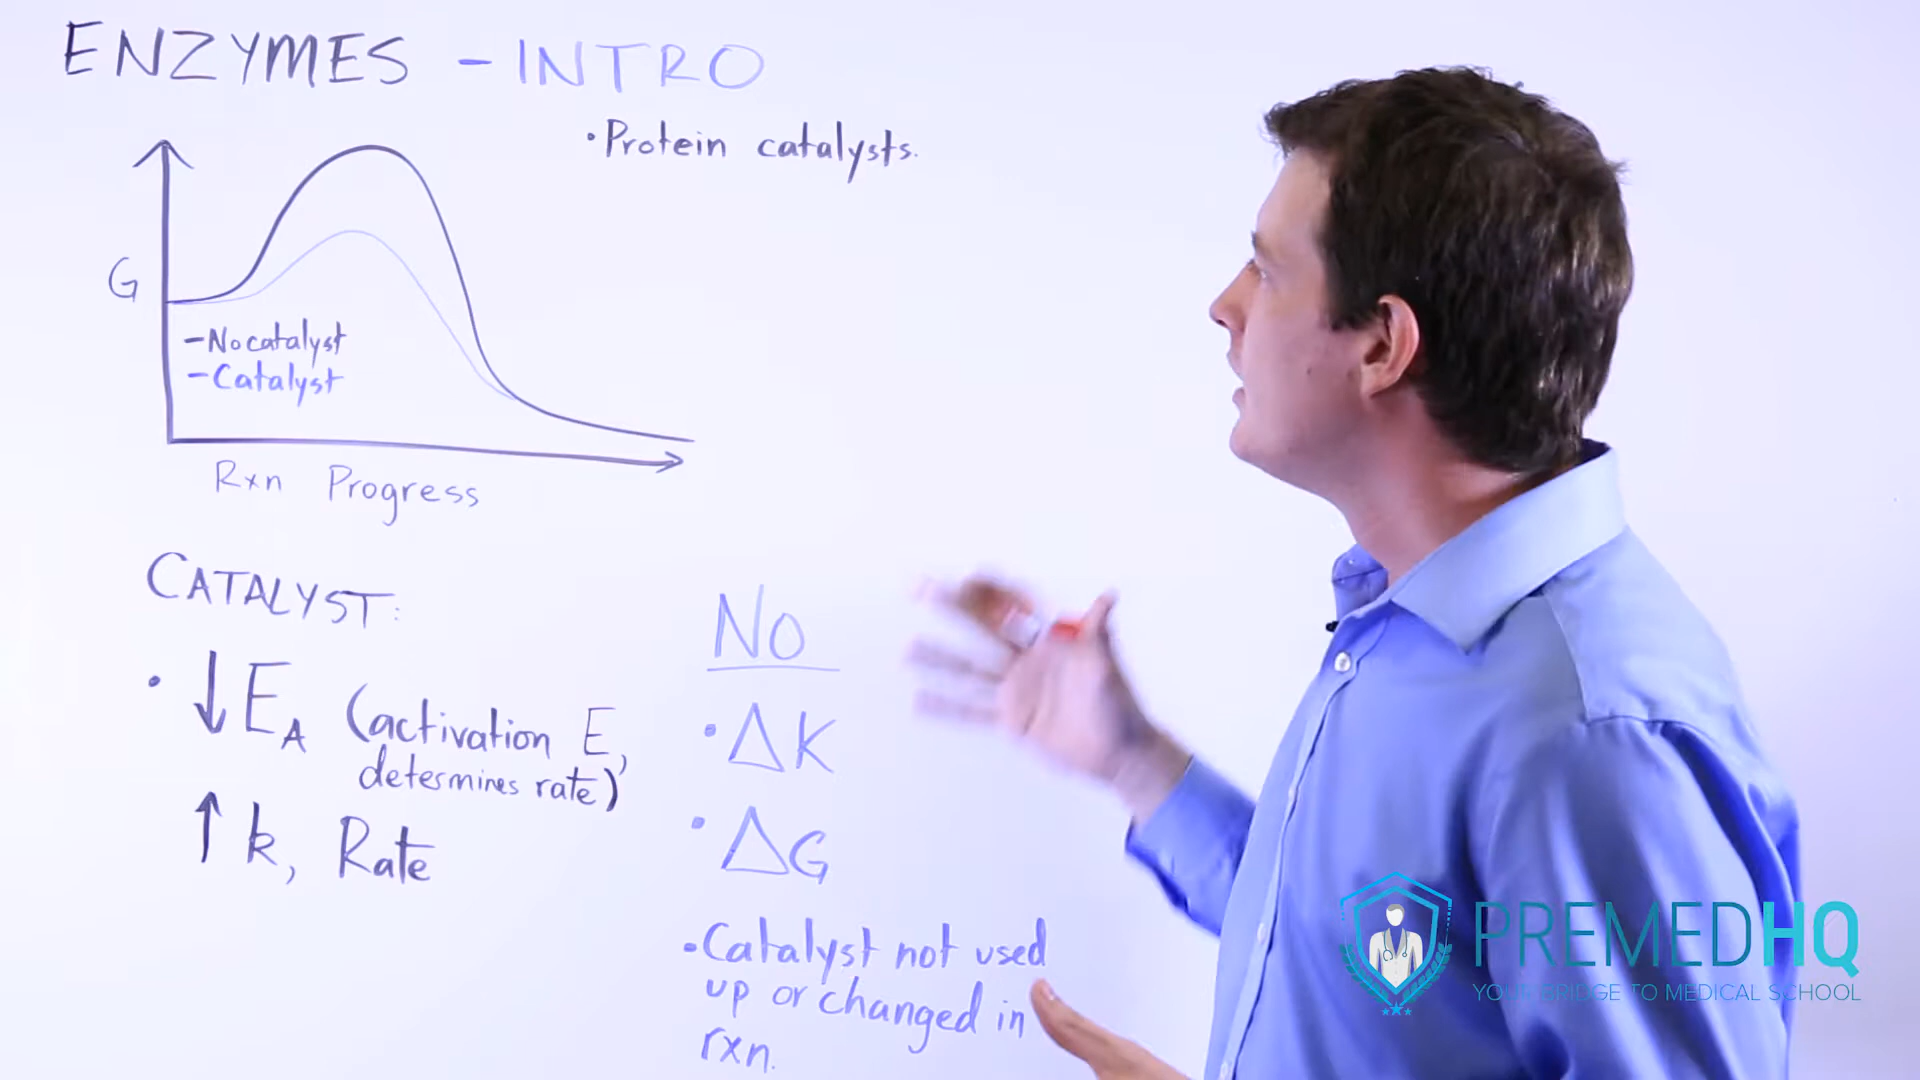 ENZYMES - INTRO
• Protein catalysts.
G
- No catalyst
- Catalyst
Rxn Progress
CATALYST:
• ↓ EA (activation E,
determines rate)
↑ k, Rate
NO
• ΔK
• ΔG
• Catalyst not used
up or changed in
rxn.
PREMEDHQ
YOUR BRIDGE TO MEDICAL SCHOOL